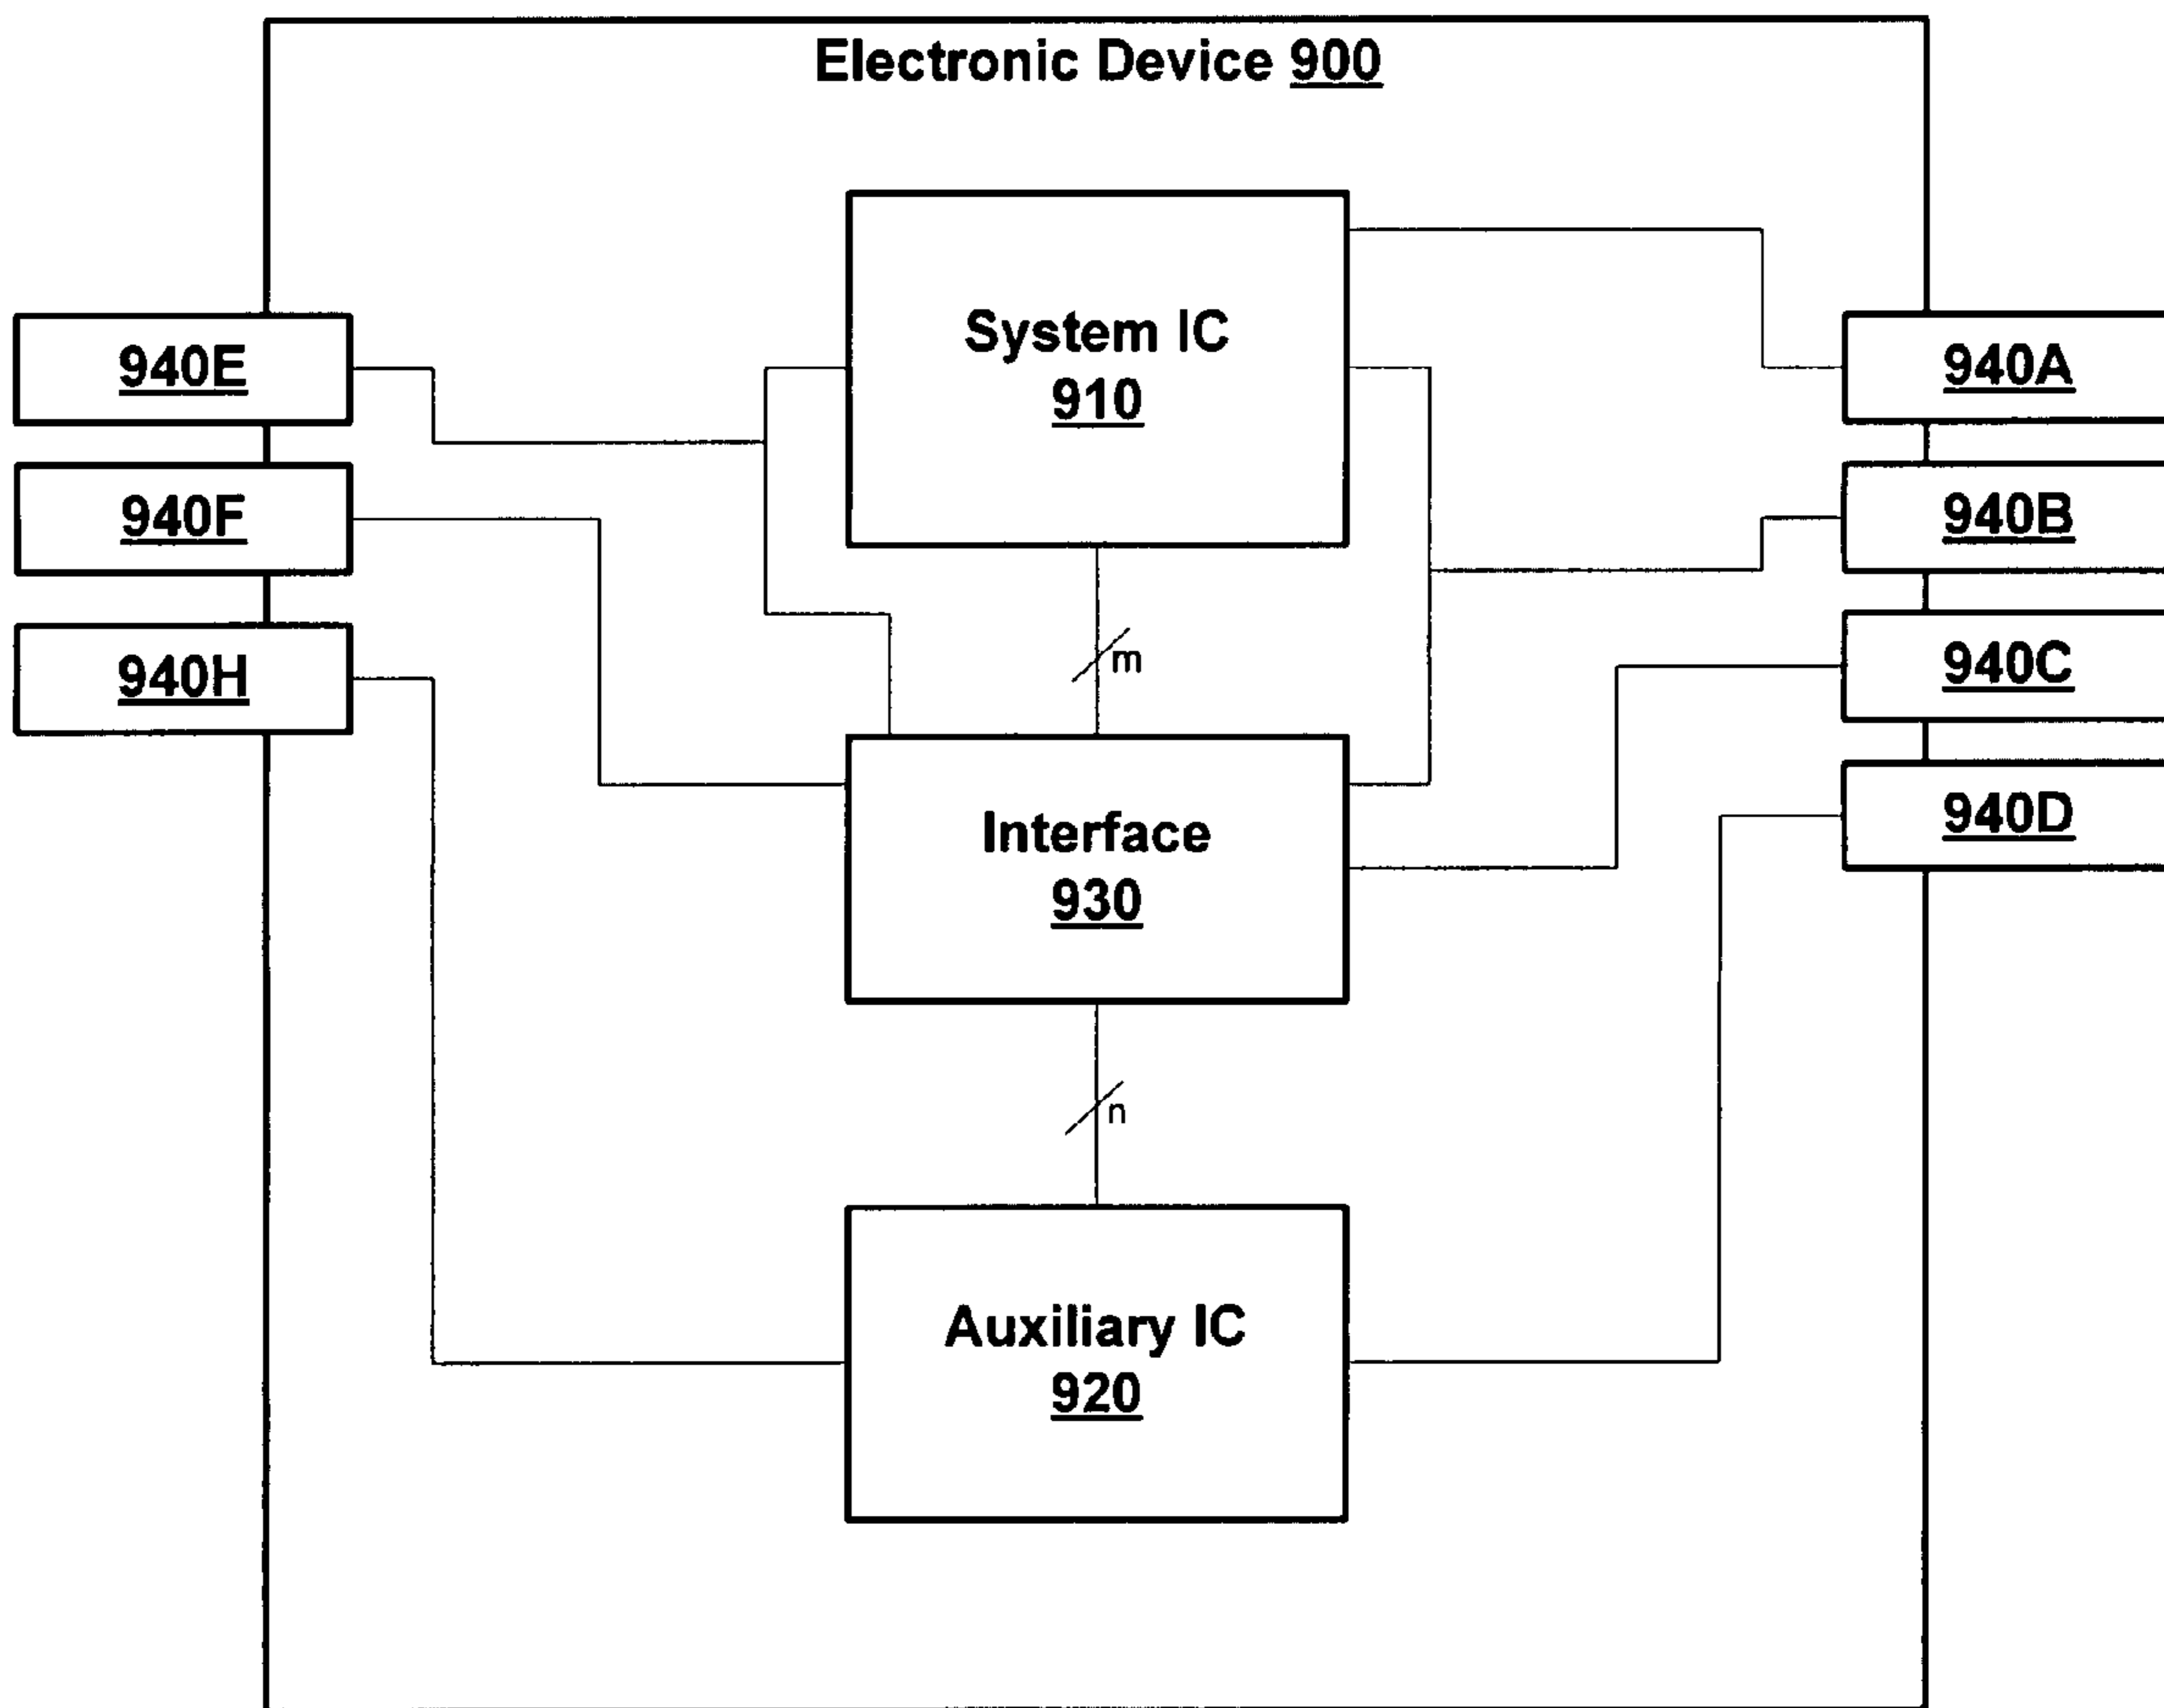 Electronic Device 900
System IC
910
940E
940A
940F
940B
940H
m
940C
Interface
930
940D
n
Auxiliary IC
920